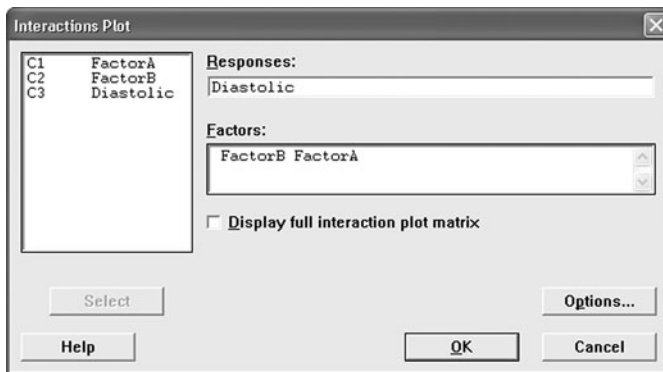 Interactions Plot
C1 FactorA
C2 FactorB
C3 Diastolic
Responses:
Diastolic
Factors:
FactorB FactorA
Display full interaction plot matrix
Select
Options...
Help
OK
Cancel